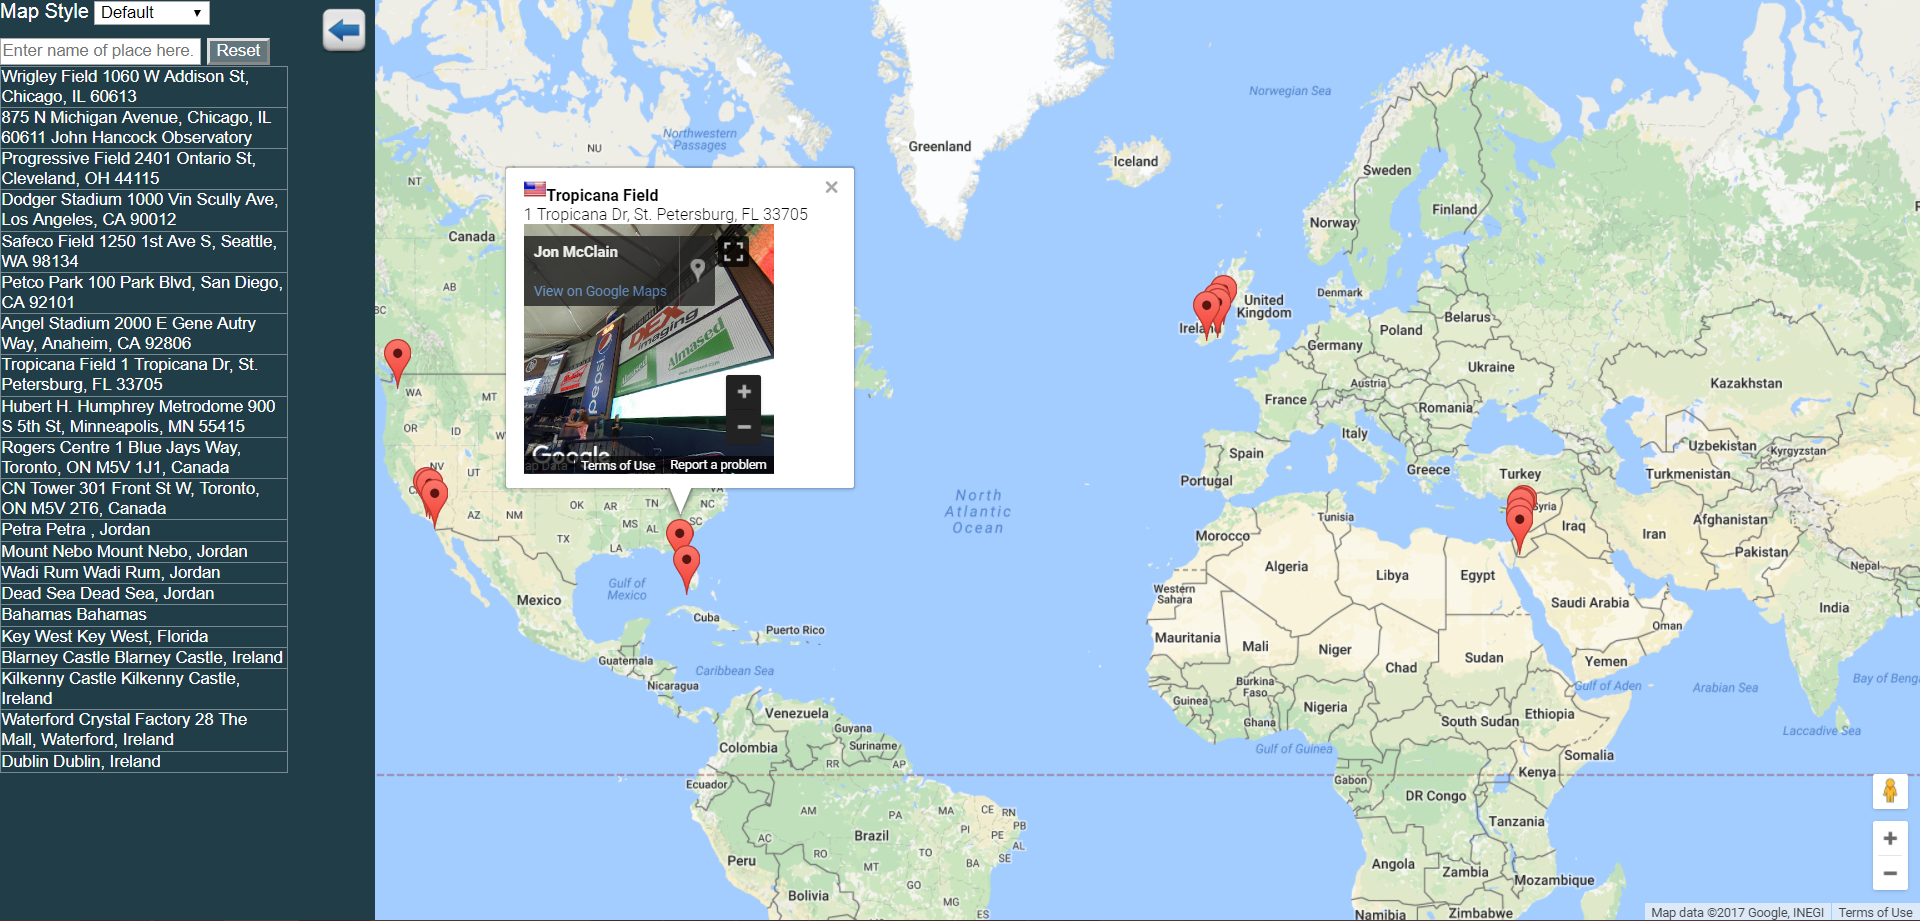 Map Style Default
Enter name of place here. Reset
Wrigley Field 1060 W Addison St,
Chicago, IL 60613
875 N Michigan Avenue, Chicago, IL
60611 John Hancock Observatory
Progressive Field 2401 Ontario St,
Cleveland, OH 44115
Dodger Stadium 1000 Vin Scully Ave,
Los Angeles, CA 90012
Safeco Field 1250 1st Ave S, Seattle,
WA 98134
Petco Park 100 Park Blvd, San Diego,
CA 92101
Angel Stadium 2000 E Gene Autry
Way, Anaheim, CA 92806
Tropicana Field 1 Tropicana Dr, St.
Petersburg, FL 33705
Hubert H. Humphrey Metrodome 900
S 5th St, Minneapolis, MN 55415
Rogers Centre 1 Blue Jays Way,
Toronto, ON M5V 1J1, Canada
CN Tower 301 Front St W, Toronto,
ON M5V 2T6, Canada
Petra Petra , Jordan
Mount Nebo Mount Nebo, Jordan
Wadi Rum Wadi Rum, Jordan
Dead Sea Dead Sea, Jordan
Bahamas Bahamas
Key West Key West, Florida
Blarney Castle Blarney Castle, Ireland
Kilkenny Castle Kilkenny Castle,
Ireland
Waterford Crystal Factory 28 The
Mall, Waterford, Ireland
Dublin Dublin, Ireland
Tropicana Field
1 Tropicana Dr, St. Petersburg, FL 33705
Jon McClain
View on Google Maps
DEX
imaging
Almased
pepsi
Google
Terms of Use
Report a problem
Northwestern
Passages
NU
NT
Canada
AB
BC
WA
MT
OR
ID
NV
UT
AZ
NM
OK
AR
TN
NC
SC
MS
AL
TX
LA
VA
Gulf of
Mexico
Mexico
Cuba
Puerto Rico
Guatemala
Caribbean Sea
Nicaragua
Venezuela
Guyana
Suriname
Colombia
RR
AP
Ecuador
AM
PA
MA
CE
RN
PB
PI
PE
AL
SE
AC
RO
TO
BA
MT
GO
MG
ES
Brazil
Peru
Bolivia
Greenland
Iceland
Norwegian Sea
North
Atlantic
Ocean
Sweden
Norway
Finland
United
Kingdom
Ireland
Denmark
Belarus
Poland
Germany
Ukraine
Austria
France
Romania
Italy
Spain
Portugal
Greece
Turkey
Syria
Iraq
Iran
Kazakhstan
Uzbekistan
Kyrgyzstan
Turkmenistan
Afghanistan
Pakistan
Nepal
India
Tunisia
Morocco
Algeria
Libya
Egypt
Western
Sahara
Saudi Arabia
Oman
Yemen
Mauritania
Mali
Niger
Chad
Sudan
Burkina
Faso
Guinea
Ghana
Nigeria
South Sudan
Ethiopia
Somalia
Gulf of Aden
Arabian Sea
Laccadive Sea
Gulf of Guinea
Gabon
Kenya
DR Congo
Tanzania
Angola
Zambia
Mozambique
Namibia
Zimbabwe
Map data ©2017 Google, INEGI
Terms of Use